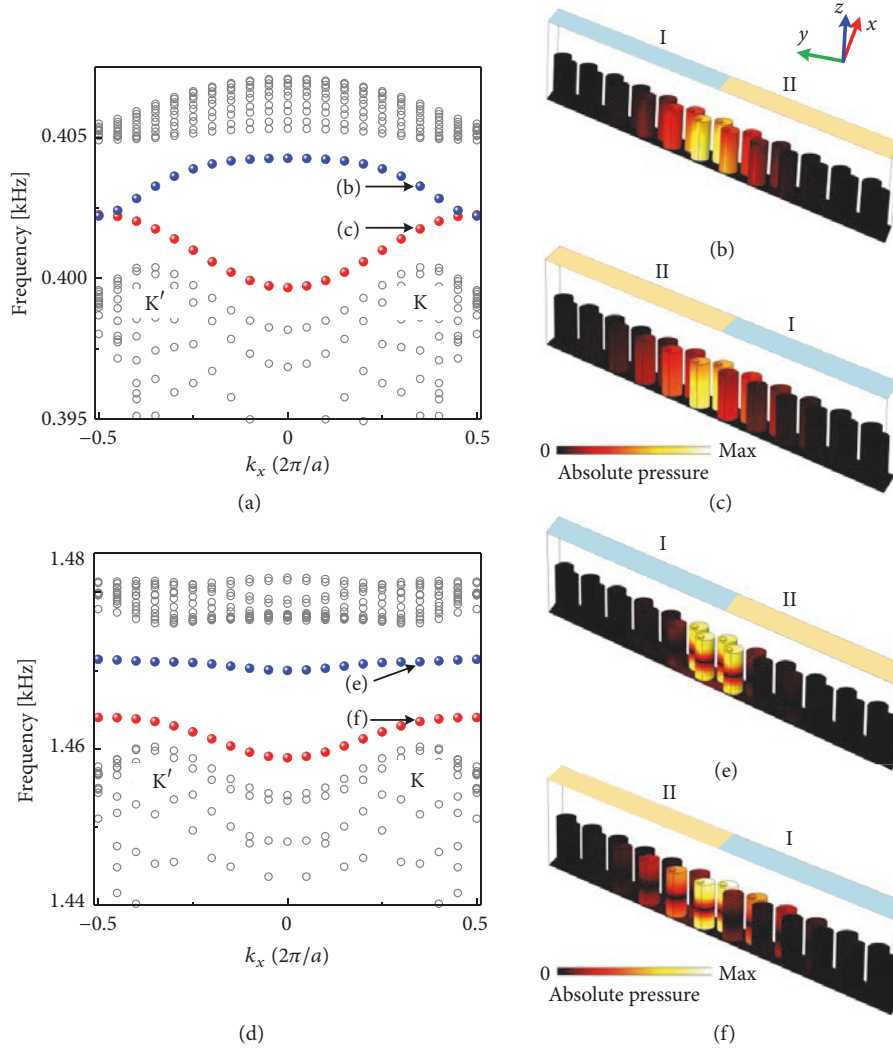 0.405
0.400
0.395
Frequency [kHz]
(b)
(c)
K′
K
−0.5
0
0.5
k_x (2π/a)
(a)
I
II
z
x
y
(b)
II
I
0
Max
Absolute pressure
(c)
1.48
1.46
1.44
Frequency [kHz]
(e)
(f)
K′
K
−0.5
0
0.5
k_x (2π/a)
(d)
I
II
(e)
II
I
0
Max
Absolute pressure
(f)